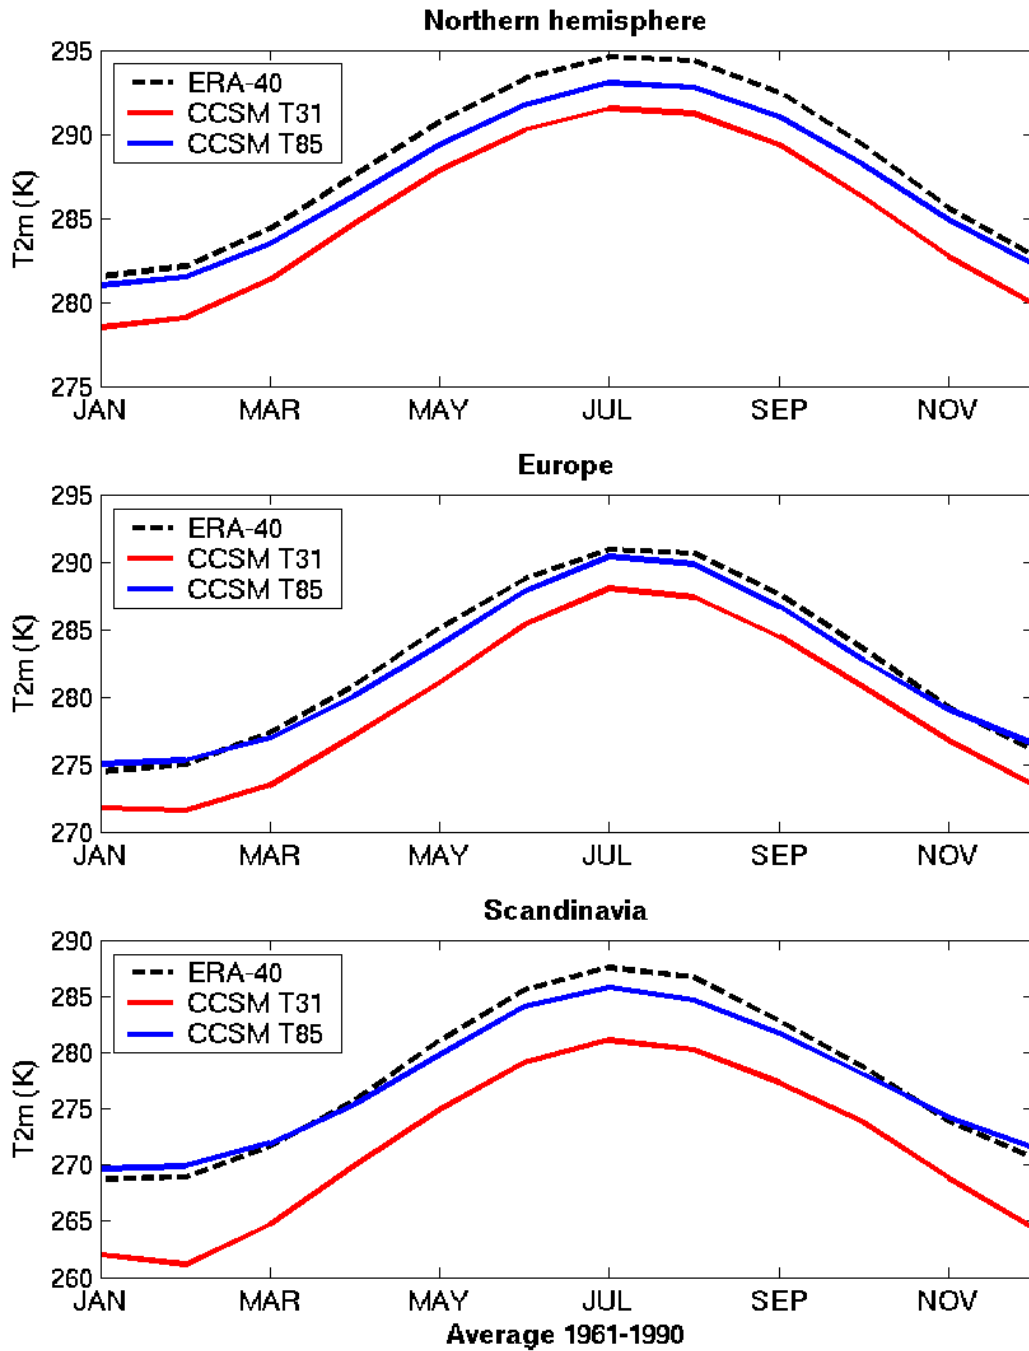 Northern hemisphere
295
290
285
280
275
T2m (K)
ERA-40
CCSM T31
CCSM T85
JAN MAR MAY JUL SEP NOV
Europe
295
290
285
280
275
270
T2m (K)
ERA-40
CCSM T31
CCSM T85
JAN MAR MAY JUL SEP NOV
Scandinavia
290
285
280
275
270
265
260
T2m (K)
ERA-40
CCSM T31
CCSM T85
JAN MAR MAY JUL SEP NOV
Average 1961-1990